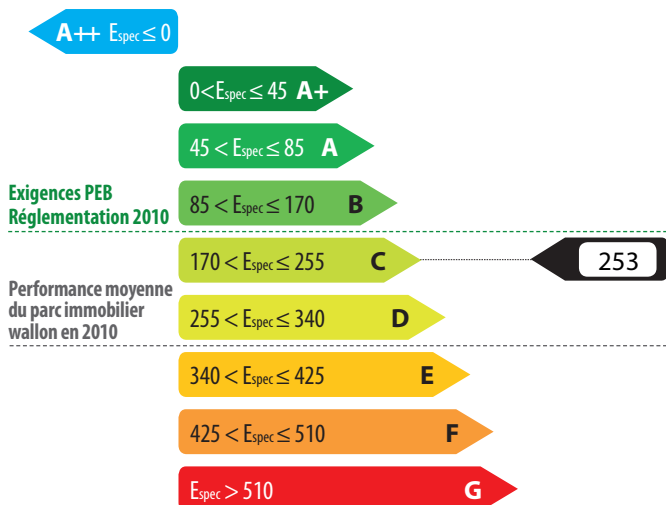 A++ Espec ≤ 0
0 < Espec ≤ 45 A+
45 < Espec ≤ 85 A
Exigences PEB
Réglementation 2010
85 < Espec ≤ 170 B
170 < Espec ≤ 255 C
253
Performance moyenne
du parc immobilier
wallon en 2010
255 < Espec ≤ 340 D
340 < Espec ≤ 425 E
425 < Espec ≤ 510 F
Espec > 510 G